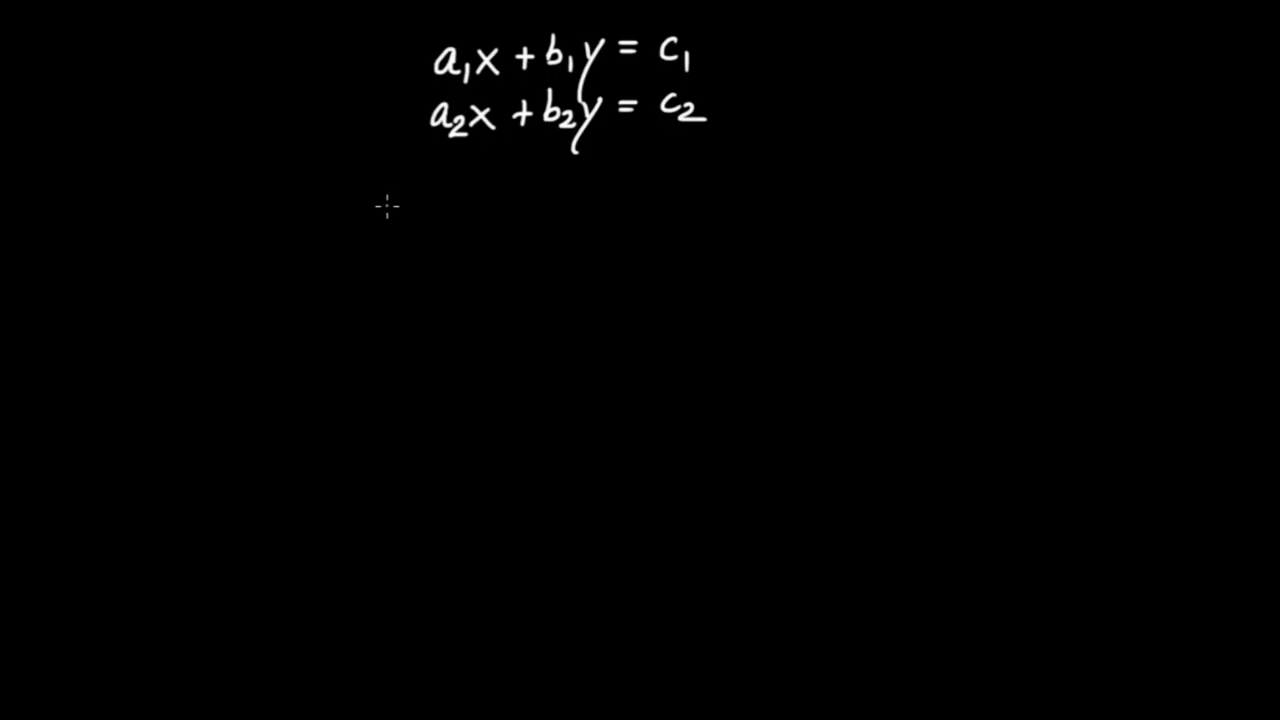 a₁x + b₁y = c₁
a₂x + b₂y = c₂